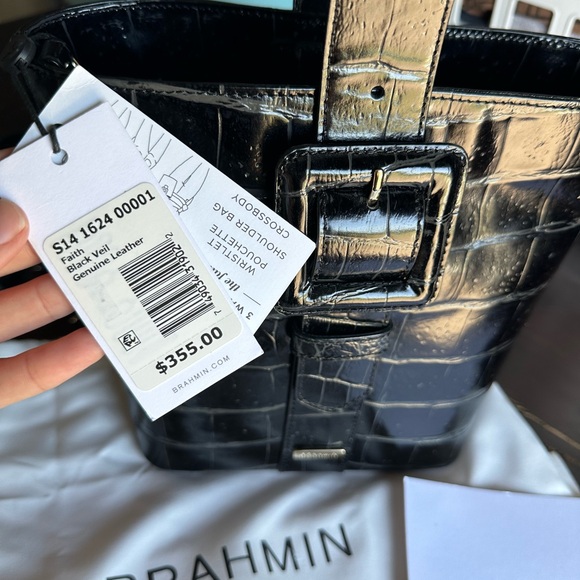 S14 1624 00001
Faith
Black Veil
Genuine Leather
$355.00
BRAHMIN.COM
WRISTLET
POUCHETTE
SHOULDER BAG
CROSSBODY
BRAHMIN